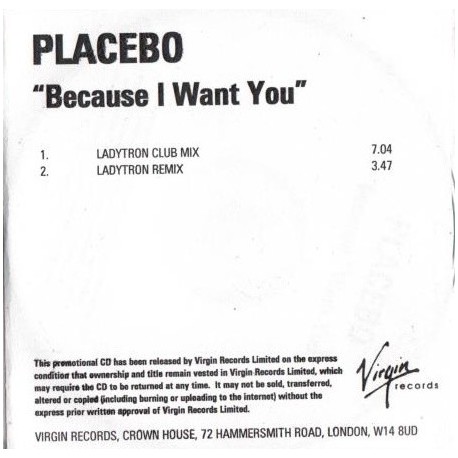 PLACEBO
"Because I Want You"
1. LADYTRON CLUB MIX 7.04
2. LADYTRON REMIX 3.47
This promotional CD has been released by Virgin Records Limited on the express
condition that ownership and title remain vested in Virgin Records Limited, which
may require the CD to be returned at any time. It may not be sold, transferred,
altered or copied (including burning or uploading to the internet) without the
express prior written approval of Virgin Records Limited.
Virgin records
VIRGIN RECORDS, CROWN HOUSE, 72 HAMMERSMITH ROAD, LONDON, W14 8UD
PLACEBO